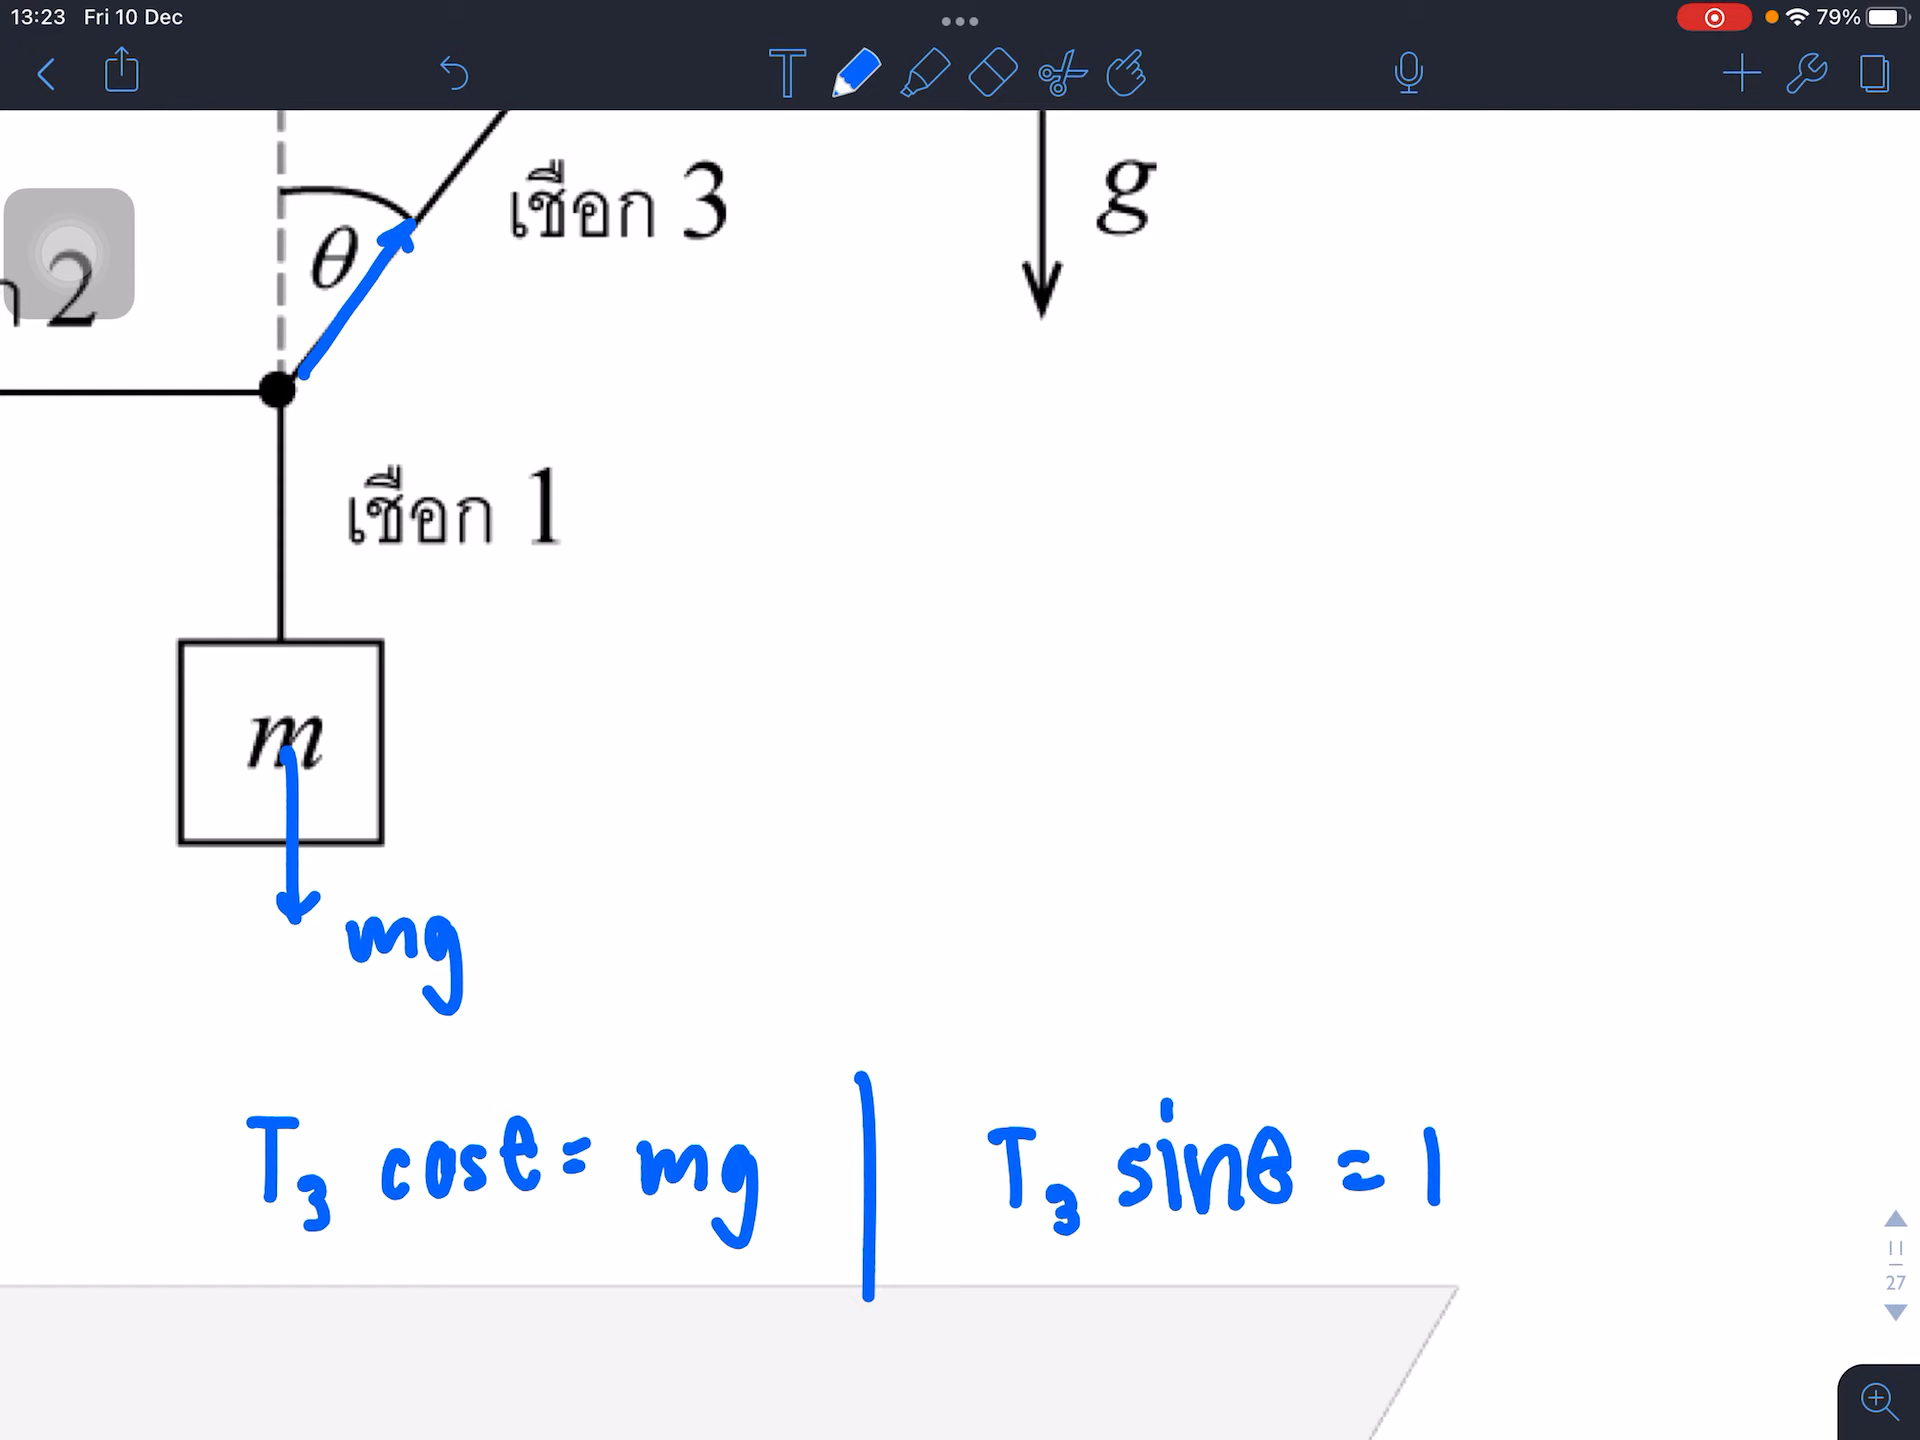 13:23 Fri 10 Dec
79%
T
เชือก 3
g
θ
2
เชือก 1
m
mg
T₃ cosθ = mg
T₃ sinθ = 1
11
27